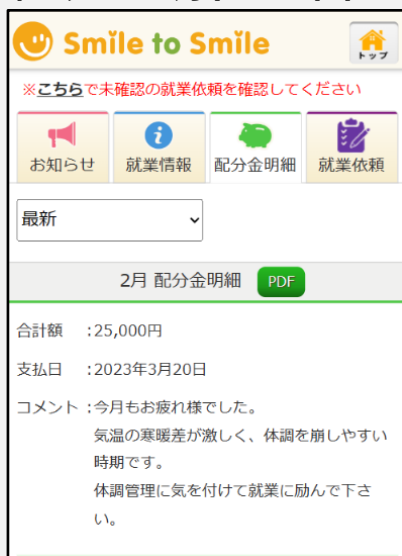 Smile to Smile
トップ
※こちらで未確認の就業依頼を確認してください
お知らせ 就業情報 配分金明細 就業依頼
最新
2月 配分金明細 PDF
合計額 :25,000円
支払日 :2023年3月20日
コメント :今月もお疲れ様でした。
気温の寒暖差が激しく、体調を崩しやすい
時期です。
体調管理に気を付けて就業に励んで下さ
い。